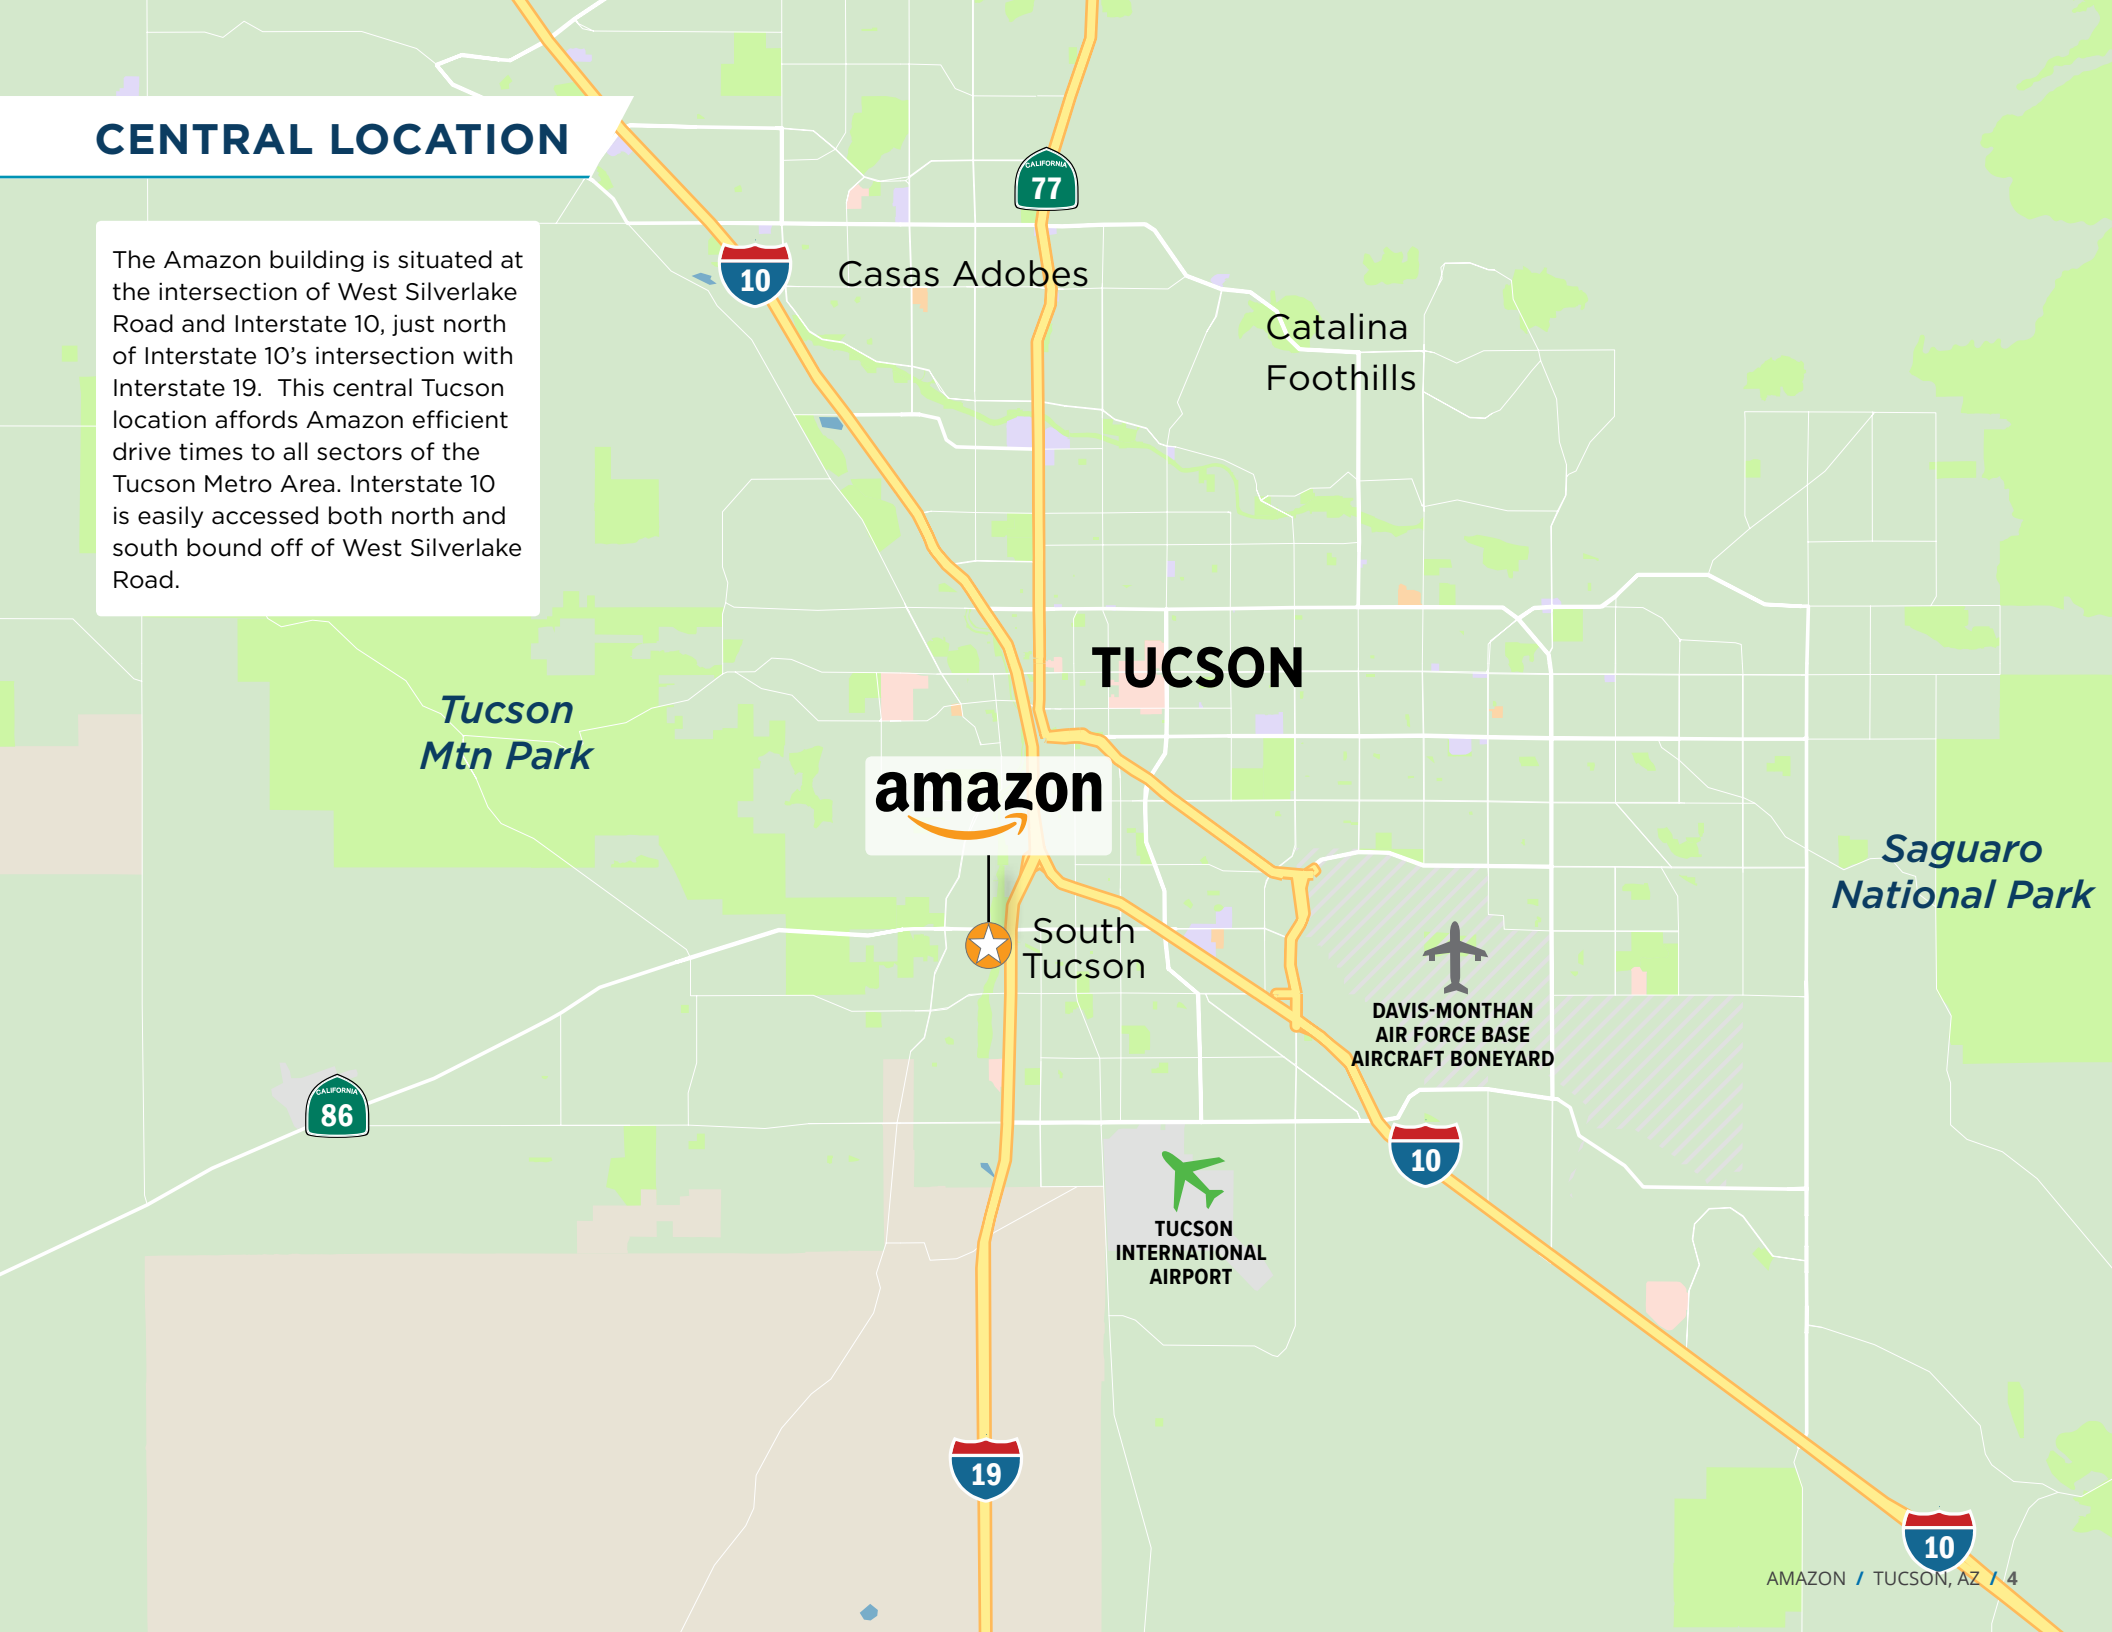 CENTRAL LOCATION
The Amazon building is situated at
the intersection of West Silverlake
Road and Interstate 10, just north
of Interstate 10’s intersection with
Interstate 19.  This central Tucson
location affords Amazon efficient
drive times to all sectors of the
Tucson Metro Area. Interstate 10
is easily accessed both north and
south bound off of West Silverlake
Road.
CALIFORNIA
77
10
Casas Adobes
Catalina
Foothills
TUCSON
Tucson
Mtn Park
amazon
Saguaro
National Park
South
Tucson
DAVIS-MONTHAN
AIR FORCE BASE
AIRCRAFT BONEYARD
CALIFORNIA
86
10
TUCSON
INTERNATIONAL
AIRPORT
19
10
AMAZON / TUCSON, AZ / 4